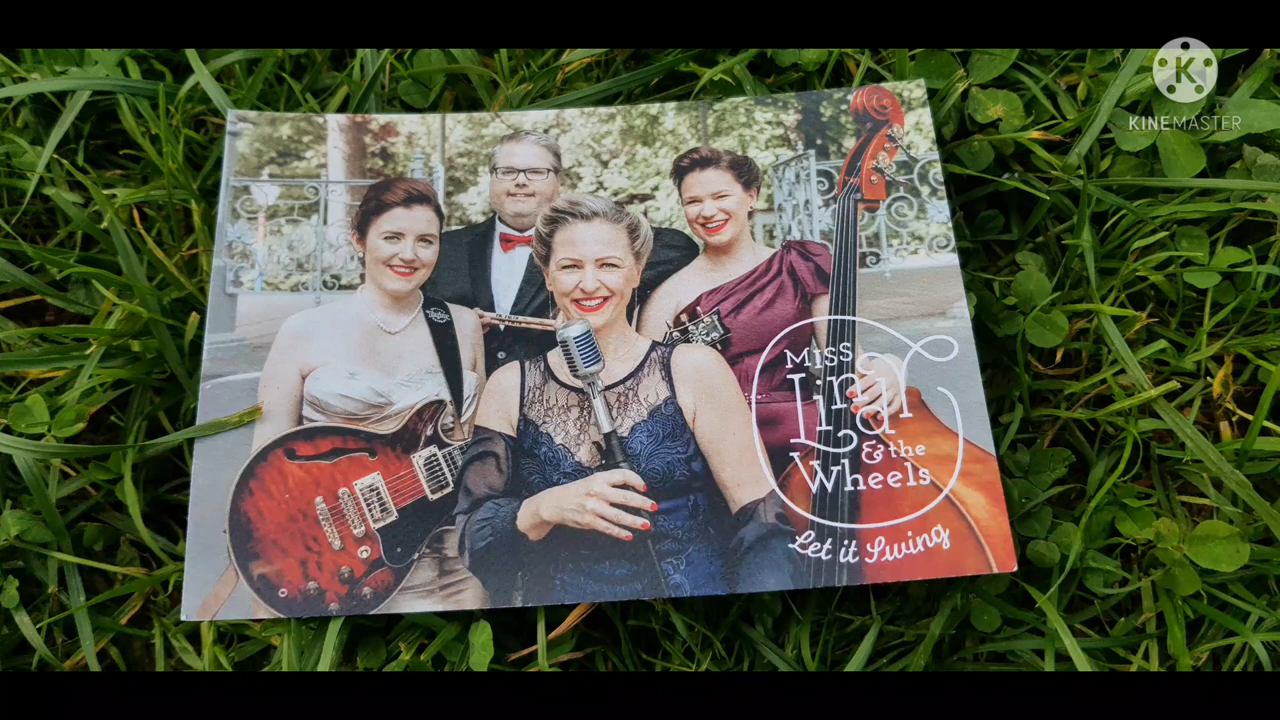 KINEMASTER
Miss
Lina
& the
Wheels
Let it Swing